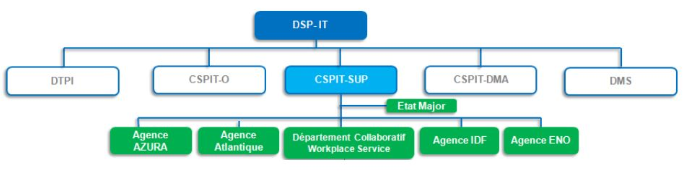 DSP-IT
DTPI
CSPIT-O
CSPIT-SUP
CSPIT-DMA
DMS
Etat Major
Agence
AZURA
Agence
Atlantique
Département Collaboratif
Workplace Service
Agence IDF
Agence ENO